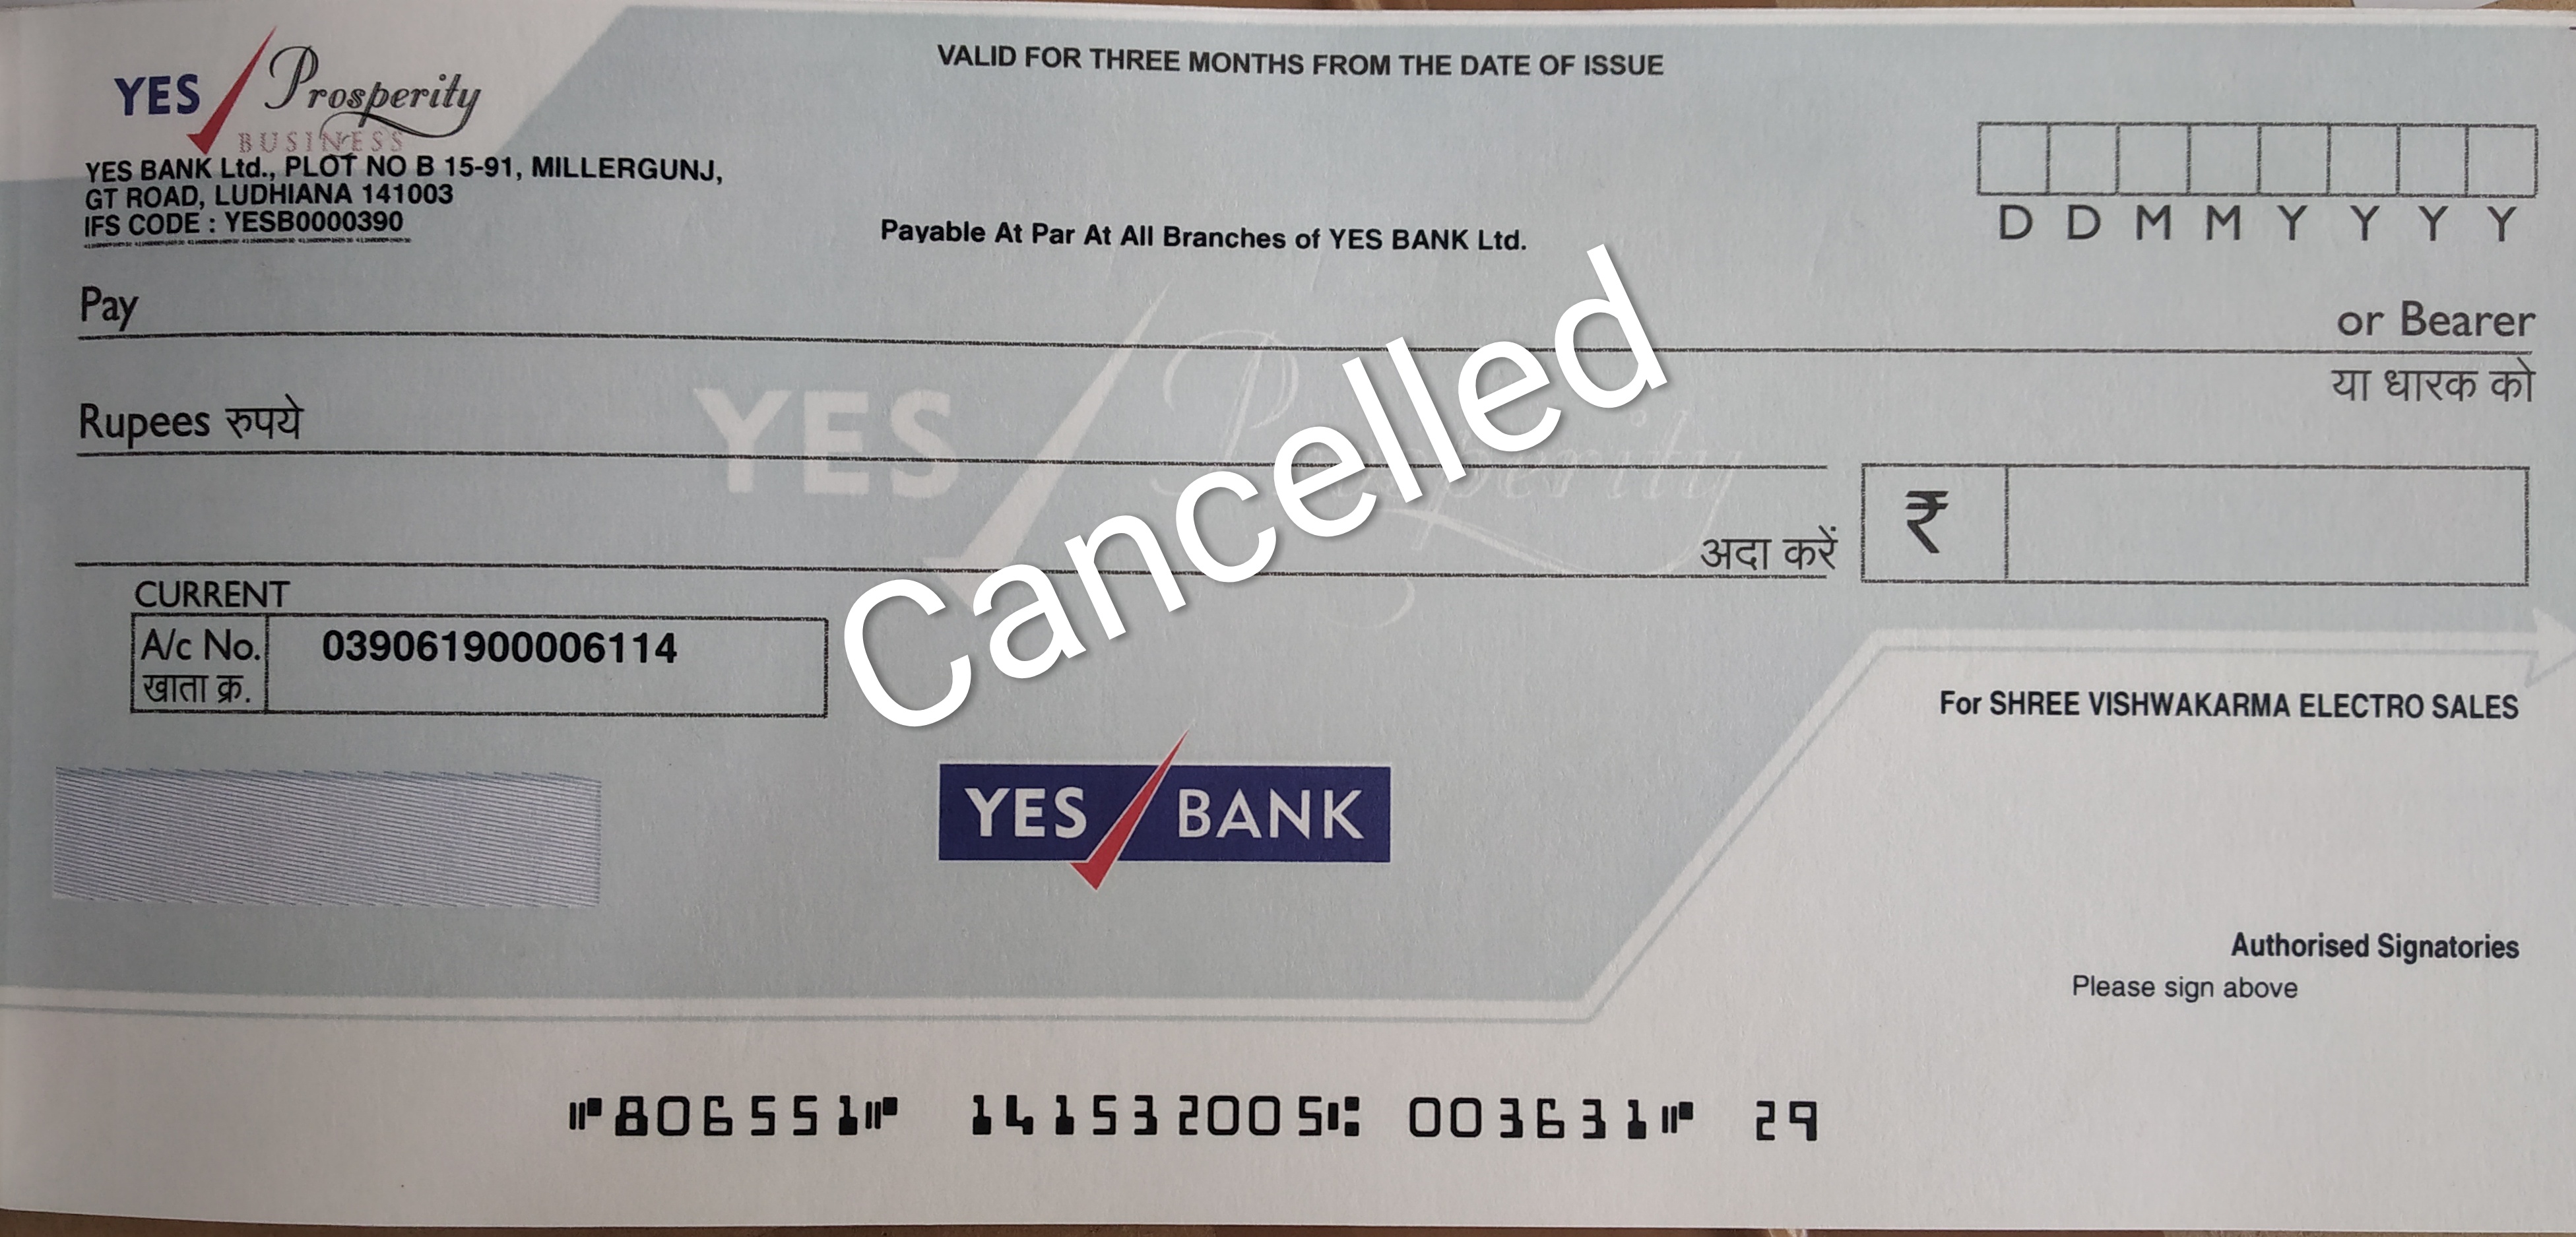 VALID FOR THREE MONTHS FROM THE DATE OF ISSUE
YES Prosperity
BUSINESS
YES BANK Ltd., PLOT NO B 15-91, MILLERGUNJ,
GT ROAD, LUDHIANA 141003
IFS CODE : YESB0000390
Payable At Par At All Branches of YES BANK Ltd.
D D M M Y Y Y Y
Pay
or Bearer
या धारक को
Rupees रुपये
YES Prosperity
Cancelled
अदा करें
₹
CURRENT
A/c No. 039061900006114
खाता क्र.
For SHREE VISHWAKARMA ELECTRO SALES
YES BANK
Authorised Signatories
Please sign above
⑈806551⑈ 141532005⑆ 003631⑈ 29